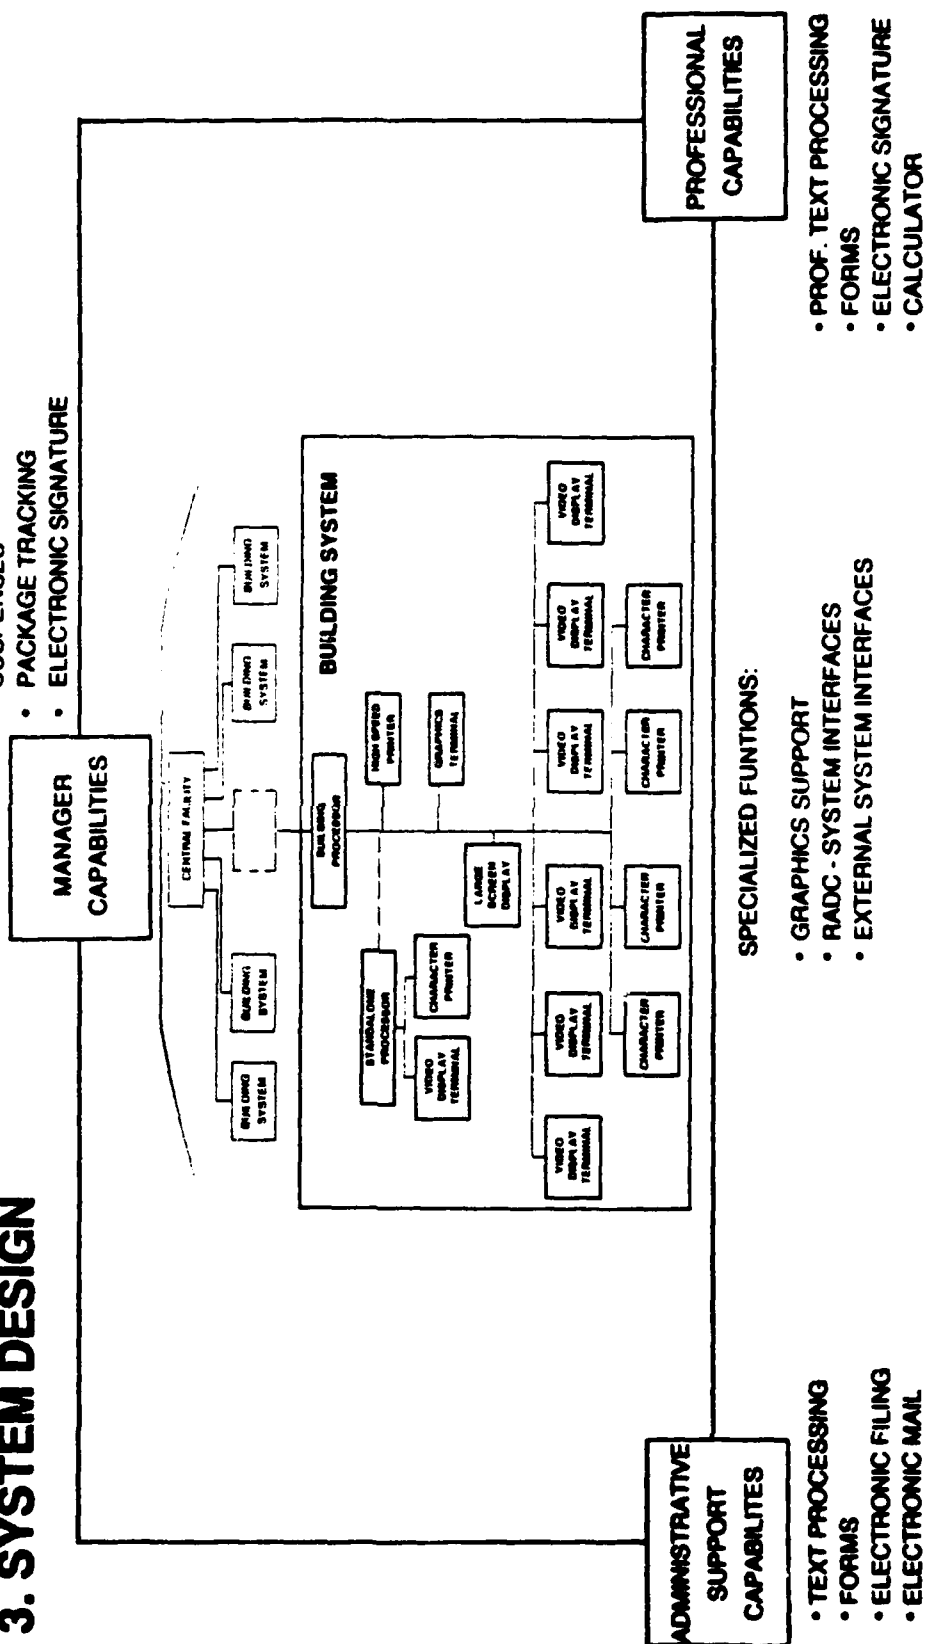 3. SYSTEM DESIGN
• PACKAGE TRACKING
• ELECTRONIC SIGNATURE
MANAGER
CAPABILITIES
CENTRAL FACILITY
BUILDING
SYSTEM
BUILDING
SYSTEM
BUILDING
SYSTEM
BUILDING
SYSTEM
BUILDING SYSTEM
BUILDING
PROCESSOR
HIGH SPEED
PRINTER
GRAPHICS
TERMINAL
STANDALONE
PROCESSOR
VIDEO
DISPLAY
TERMINAL
CHARACTER
PRINTER
LARGE
SCREEN
DISPLAY
VIDEO
DISPLAY
TERMINAL
VIDEO
DISPLAY
TERMINAL
VIDEO
DISPLAY
TERMINAL
VIDEO
DISPLAY
TERMINAL
VIDEO
DISPLAY
TERMINAL
VIDEO
DISPLAY
TERMINAL
CHARACTER
PRINTER
CHARACTER
PRINTER
CHARACTER
PRINTER
CHARACTER
PRINTER
ADMINISTRATIVE
SUPPORT
CAPABILITES
• TEXT PROCESSING
• FORMS
• ELECTRONIC FILING
• ELECTRONIC MAIL
SPECIALIZED FUNTIONS:
• GRAPHICS SUPPORT
• RADC - SYSTEM INTERFACES
• EXTERNAL SYSTEM INTERFACES
PROFESSIONAL
CAPABILITIES
• PROF. TEXT PROCESSING
• FORMS
• ELECTRONIC SIGNATURE
• CALCULATOR